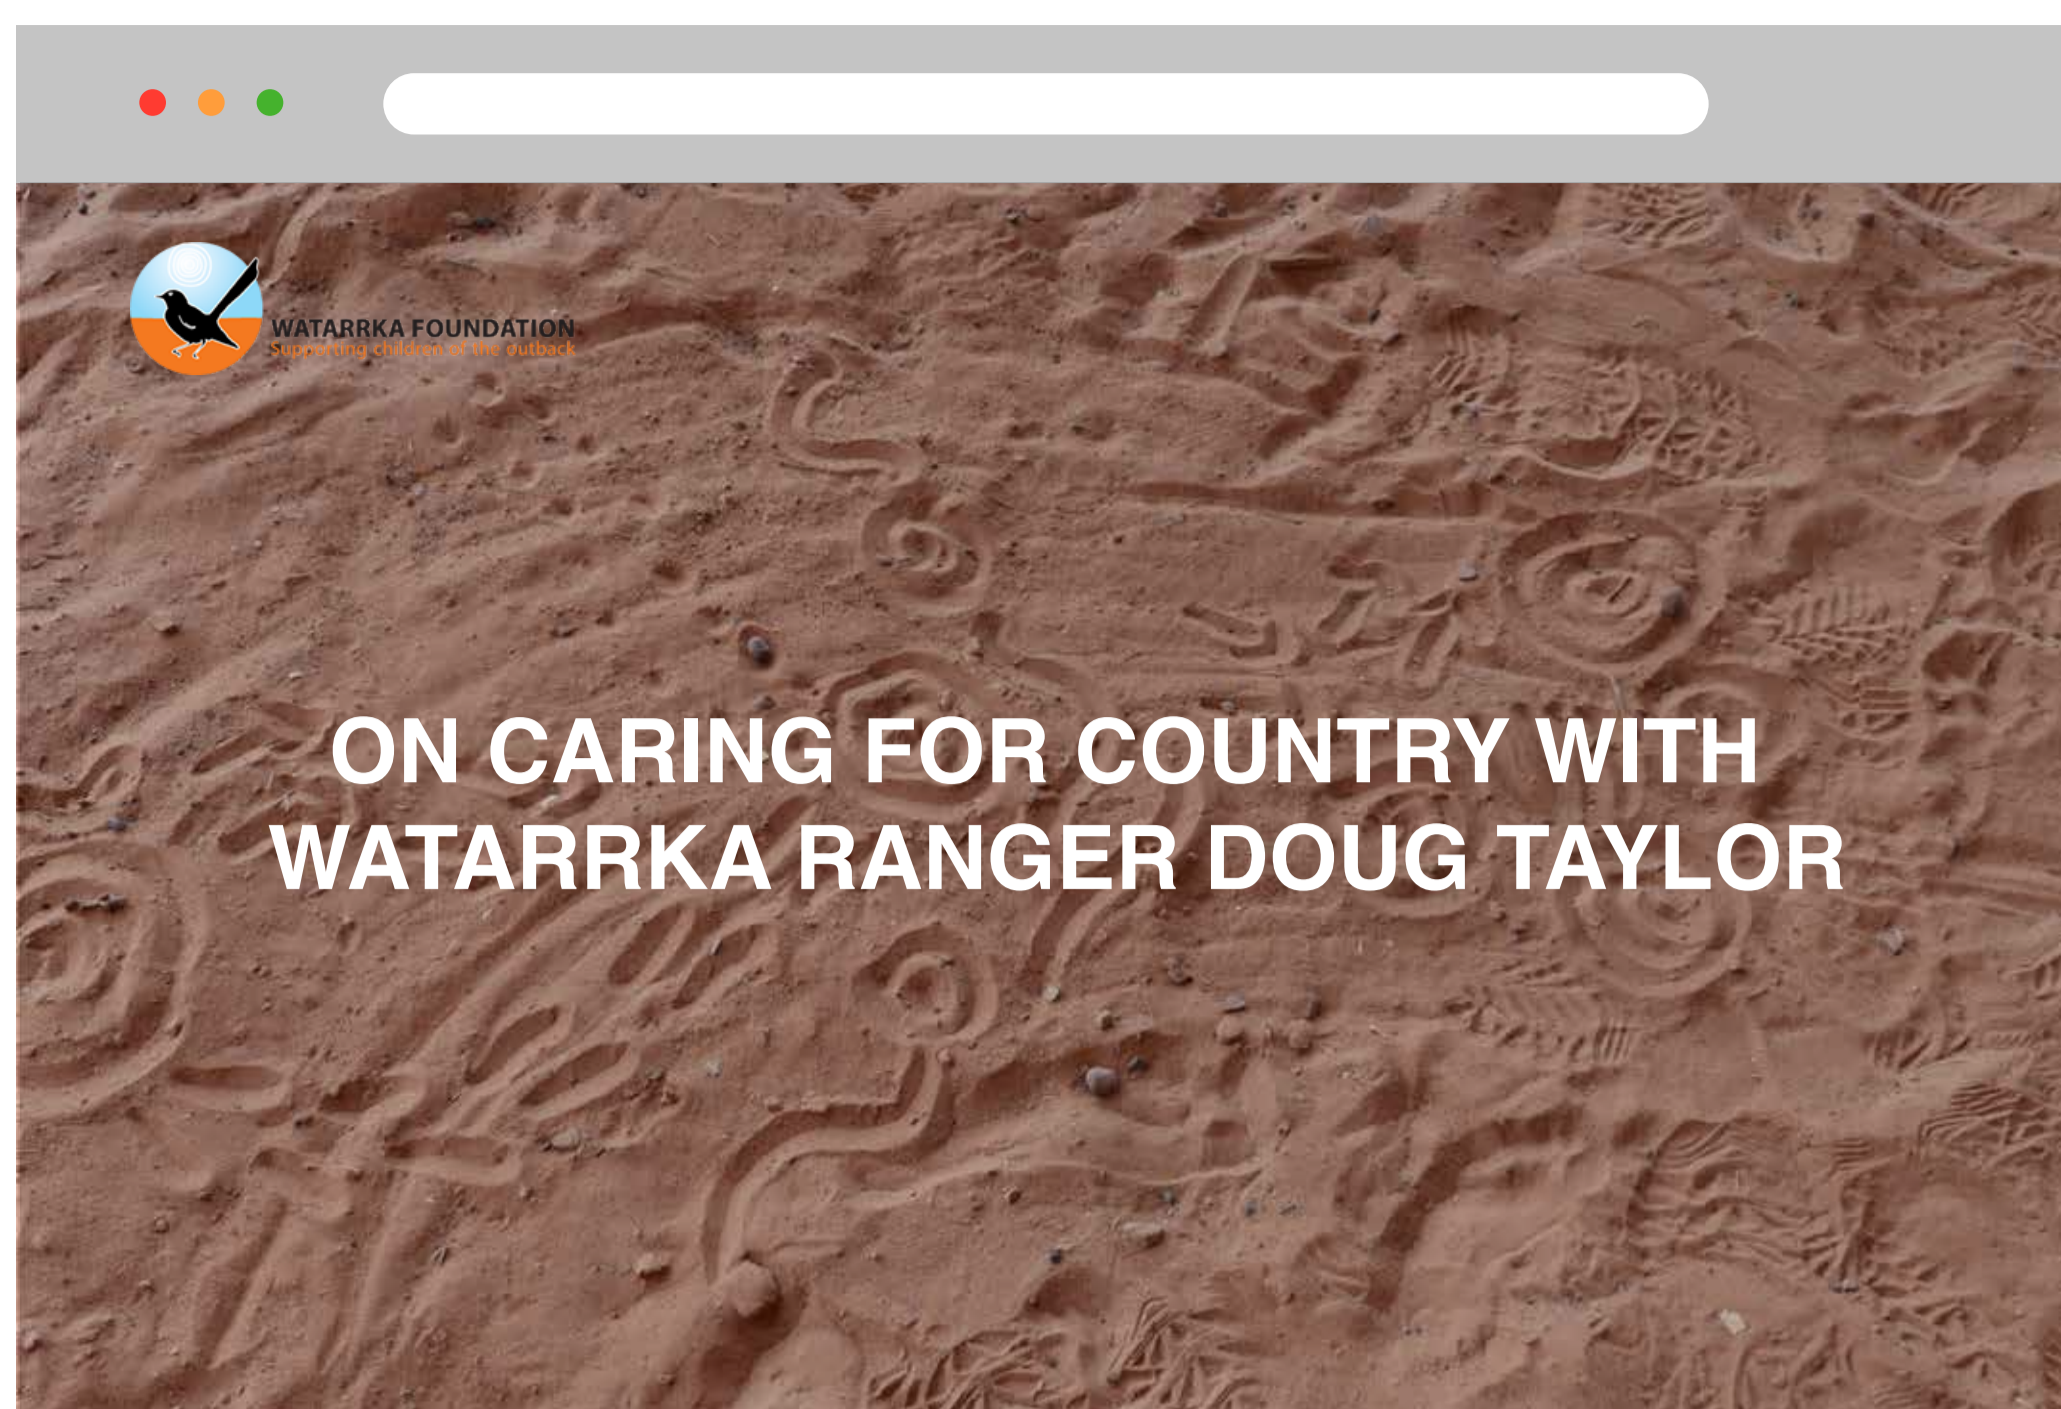 WATARRKA FOUNDATION
Supporting children of the outback
ON CARING FOR COUNTRY WITH
WATARRKA RANGER DOUG TAYLOR